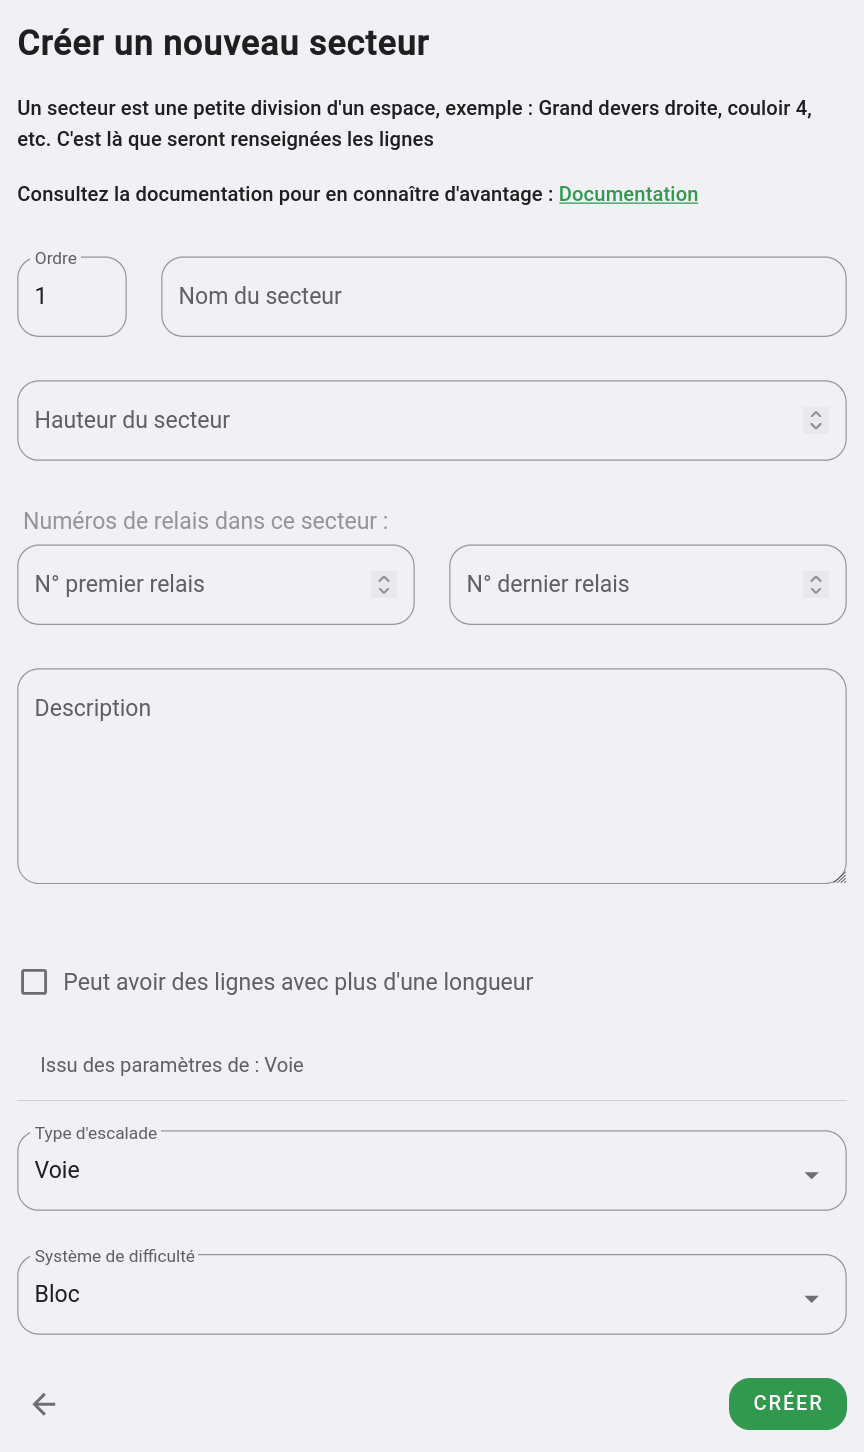 Créer un nouveau secteur
Un secteur est une petite division d'un espace, exemple : Grand devers droite, couloir 4,
etc. C'est là que seront renseignées les lignes
Consultez la documentation pour en connaître d'avantage : Documentation
Ordre
1
Nom du secteur
Hauteur du secteur
Numéros de relais dans ce secteur :
N° premier relais
N° dernier relais
Description
Peut avoir des lignes avec plus d'une longueur
Issu des paramètres de : Voie
Type d'escalade
Voie
Système de difficulté
Bloc
CRÉER